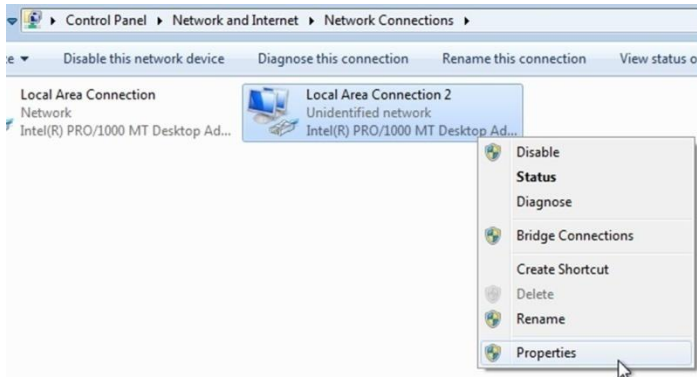 Control Panel Network and Internet Network Connections
Disable this network device Diagnose this connection Rename this connection View status
Local Area Connection
Network
Intel(R) PRO/1000 MT Desktop Ad...
Local Area Connection 2
Unidentified network
Intel(R) PRO/1000 MT Desktop Ad...
Disable
Status
Diagnose
Bridge Connections
Create Shortcut
Delete
Rename
Properties